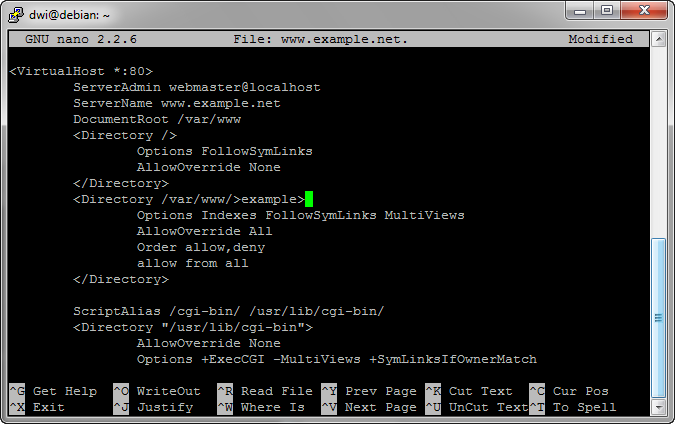 dwi@debian: ~
GNU nano 2.2.6 File: www.example.net. Modified
<VirtualHost *:80>
ServerAdmin webmaster@localhost
ServerName www.example.net
DocumentRoot /var/www
<Directory />
Options FollowSymLinks
AllowOverride None
</Directory>
<Directory /var/www/>example>
Options Indexes FollowSymLinks MultiViews
AllowOverride All
Order allow,deny
allow from all
</Directory>
ScriptAlias /cgi-bin/ /usr/lib/cgi-bin/
<Directory "/usr/lib/cgi-bin">
AllowOverride None
Options +ExecCGI -MultiViews +SymLinksIfOwnerMatch
^G Get Help ^O WriteOut ^R Read File ^Y Prev Page ^K Cut Text ^C Cur Pos
^X Exit ^J Justify ^W Where Is ^V Next Page ^U UnCut Text^T To Spell